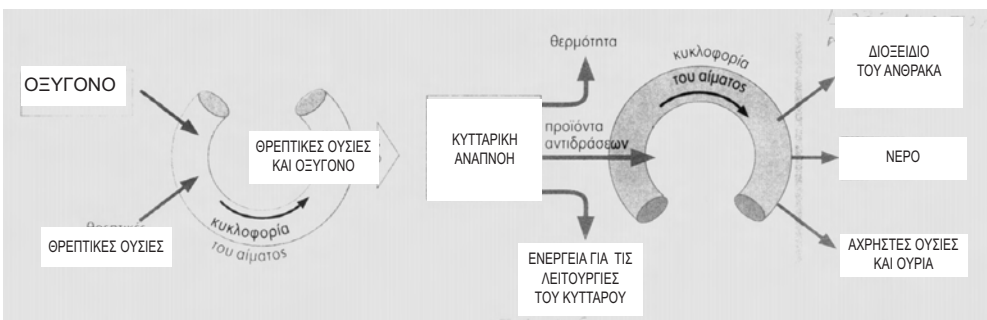 ΟΞΥΓΟΝΟ
ΘΡΕΠΤΙΚΕΣ ΟΥΣΙΕΣ
ΚΑΙ ΟΞΥΓΟΝΟ
κυκλοφορία
του αίματος
ΘΡΕΠΤΙΚΕΣ ΟΥΣΙΕΣ
ΚΥΤΤΑΡΙΚΗ
ΑΝΑΠΝΟΗ
θερμότητα
προϊόντα
αντιδράσεων
ΕΝΕΡΓΕΙΑ ΓΙΑ ΤΙΣ
ΛΕΙΤΟΥΡΓΙΕΣ
ΤΟΥ ΚΥΤΤΑΡΟΥ
κυκλοφορία
του αίματος
ΔΙΟΞΕΙΔΙΟ
ΤΟΥ ΑΝΘΡΑΚΑ
ΝΕΡΟ
ΑΧΡΗΣΤΕΣ ΟΥΣΙΕΣ
ΚΑΙ ΟΥΡΙΑ